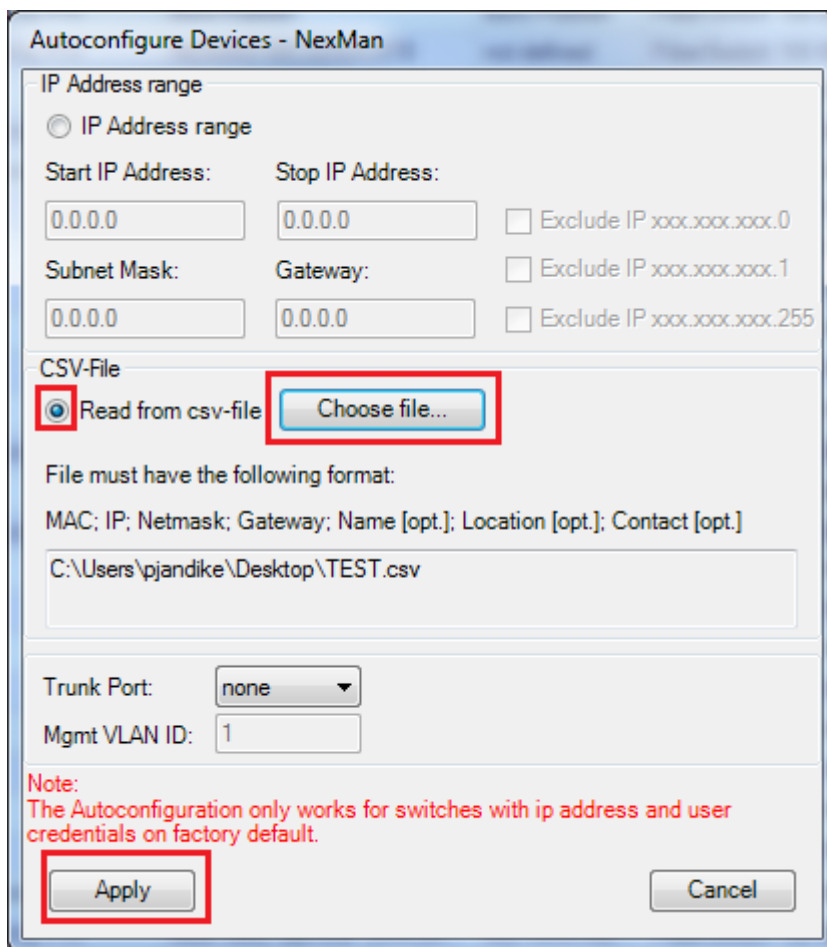 Autoconfigure Devices - NexMan
IP Address range
IP Address range
Start IP Address: Stop IP Address:
0.0.0.0 0.0.0.0 Exclude IP xxx.xxx.xxx.0
Subnet Mask: Gateway: Exclude IP xxx.xxx.xxx.1
0.0.0.0 0.0.0.0 Exclude IP xxx.xxx.xxx.255
CSV-File
Read from csv-file Choose file...
File must have the following format:
MAC; IP; Netmask; Gateway; Name [opt.]; Location [opt.]; Contact [opt.]
C:\Users\pjandike\Desktop\TEST.csv
Trunk Port: none
Mgmt VLAN ID: 1
Note:
The Autoconfiguration only works for switches with ip address and user
credentials on factory default.
Apply Cancel